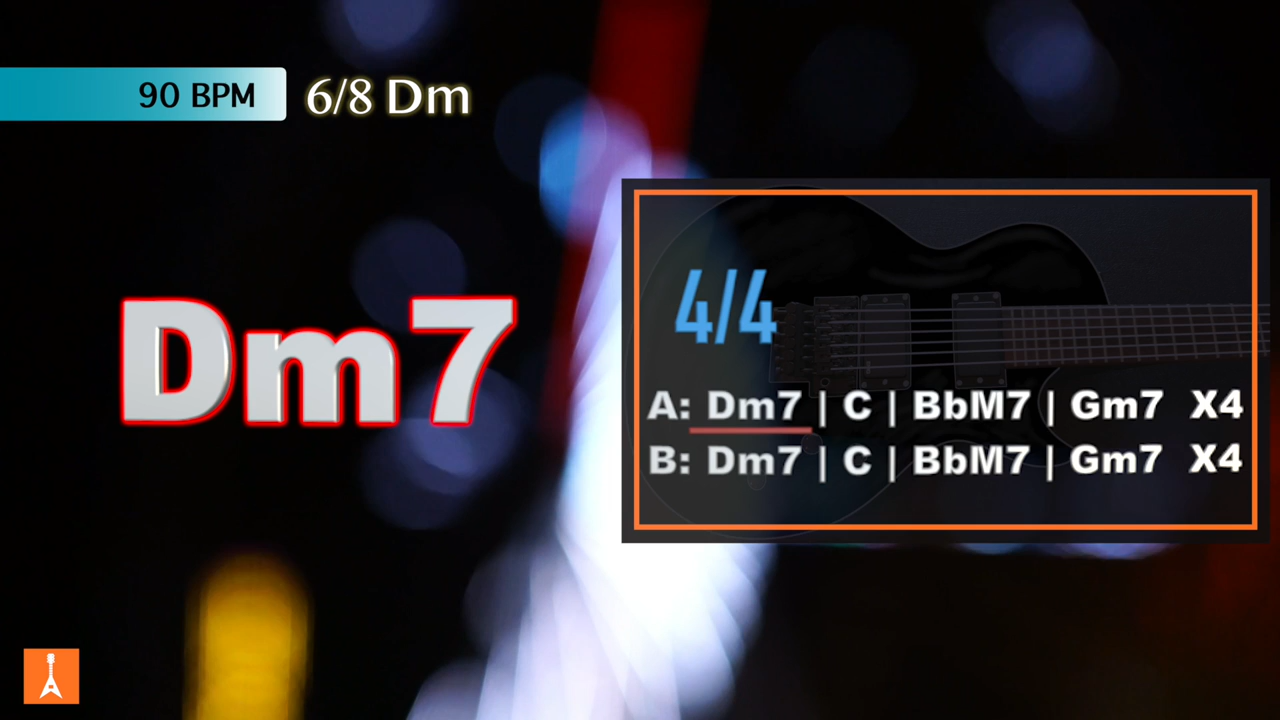 90 BPM
6/8 Dm
Dm7
4/4
A: Dm7 | C | BbM7 | Gm7 X4
B: Dm7 | C | BbM7 | Gm7 X4